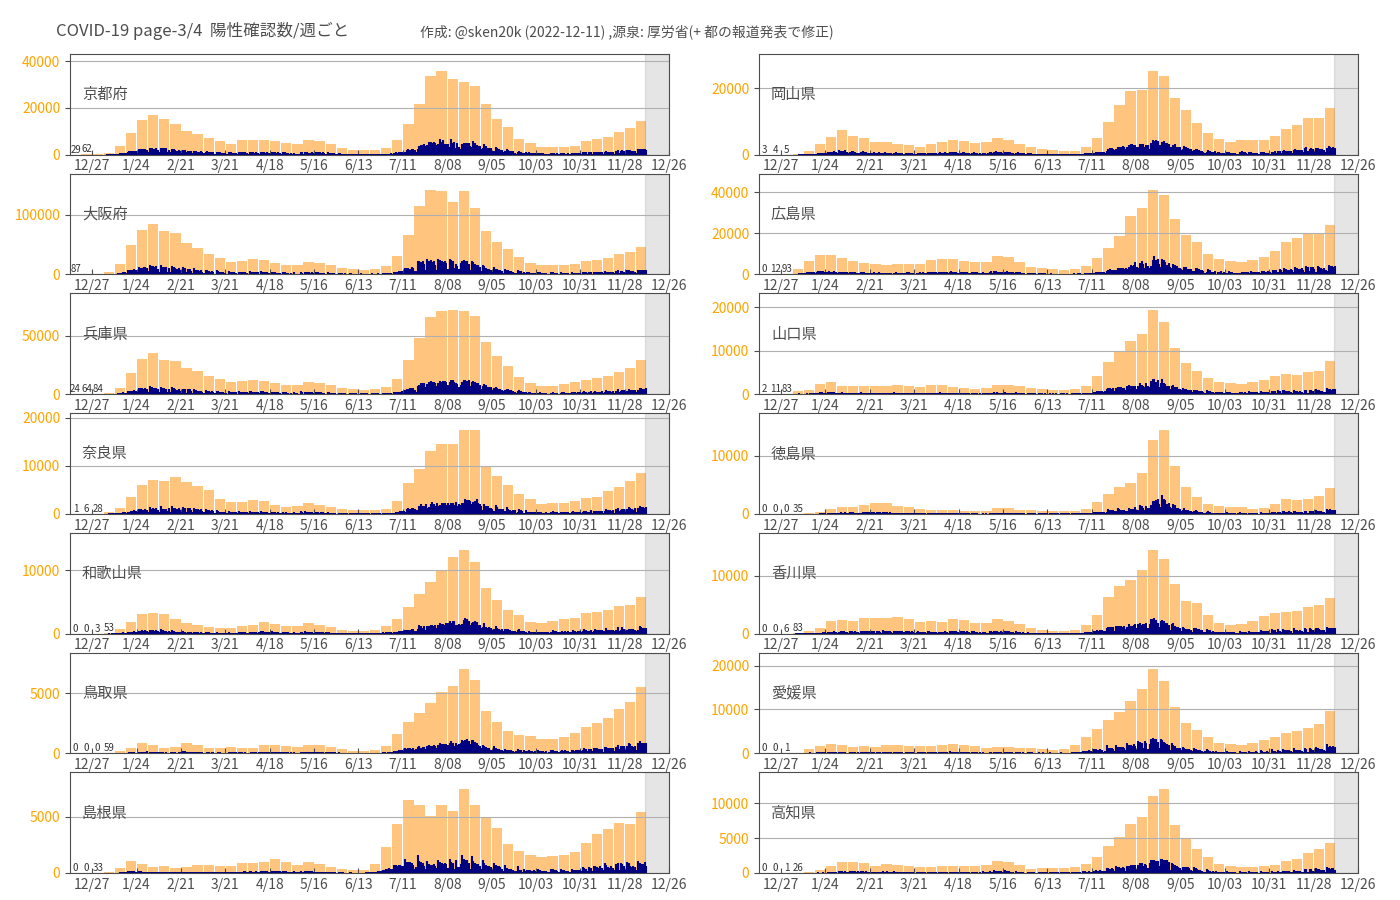 COVID-19 page-3/4 陽性確認数/週ごと
作成: @sken20k (2022-12-11) ,源泉: 厚労省(+ 都の報道発表で修正)
40000
20000
0
京都府
29 62
12/27 1/24 2/21 3/21 4/18 5/16 6/13 7/11 8/08 9/05 10/03 10/31 11/28 12/26
20000
0
岡山県
3 4 5
12/27 1/24 2/21 3/21 4/18 5/16 6/13 7/11 8/08 9/05 10/03 10/31 11/28 12/26
100000
0
大阪府
87
12/27 1/24 2/21 3/21 4/18 5/16 6/13 7/11 8/08 9/05 10/03 10/31 11/28 12/26
40000
20000
0
広島県
0 12 93
12/27 1/24 2/21 3/21 4/18 5/16 6/13 7/11 8/08 9/05 10/03 10/31 11/28 12/26
50000
0
兵庫県
24 64 84
12/27 1/24 2/21 3/21 4/18 5/16 6/13 7/11 8/08 9/05 10/03 10/31 11/28 12/26
20000
10000
0
山口県
2 11 83
12/27 1/24 2/21 3/21 4/18 5/16 6/13 7/11 8/08 9/05 10/03 10/31 11/28 12/26
20000
10000
0
奈良県
1 6 28
12/27 1/24 2/21 3/21 4/18 5/16 6/13 7/11 8/08 9/05 10/03 10/31 11/28 12/26
10000
0
徳島県
0 0 0 35
12/27 1/24 2/21 3/21 4/18 5/16 6/13 7/11 8/08 9/05 10/03 10/31 11/28 12/26
10000
0
和歌山県
0 0 3 53
12/27 1/24 2/21 3/21 4/18 5/16 6/13 7/11 8/08 9/05 10/03 10/31 11/28 12/26
10000
0
香川県
0 0 6 83
12/27 1/24 2/21 3/21 4/18 5/16 6/13 7/11 8/08 9/05 10/03 10/31 11/28 12/26
5000
0
鳥取県
0 0 0 59
12/27 1/24 2/21 3/21 4/18 5/16 6/13 7/11 8/08 9/05 10/03 10/31 11/28 12/26
20000
10000
0
愛媛県
0 0 1
12/27 1/24 2/21 3/21 4/18 5/16 6/13 7/11 8/08 9/05 10/03 10/31 11/28 12/26
5000
0
島根県
0 0 33
12/27 1/24 2/21 3/21 4/18 5/16 6/13 7/11 8/08 9/05 10/03 10/31 11/28 12/26
10000
5000
0
高知県
0 0 1 26
12/27 1/24 2/21 3/21 4/18 5/16 6/13 7/11 8/08 9/05 10/03 10/31 11/28 12/26